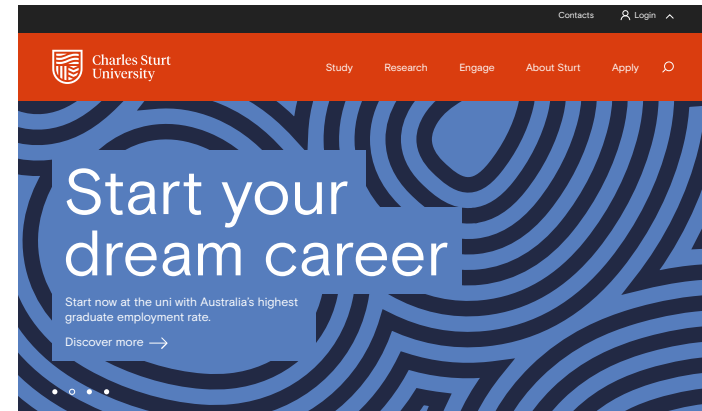 Contacts
Login
Charles Sturt
University
Study
Research
Engage
About Sturt
Apply
Start your
dream career
Start now at the uni with Australia's highest
graduate employment rate.
Discover more